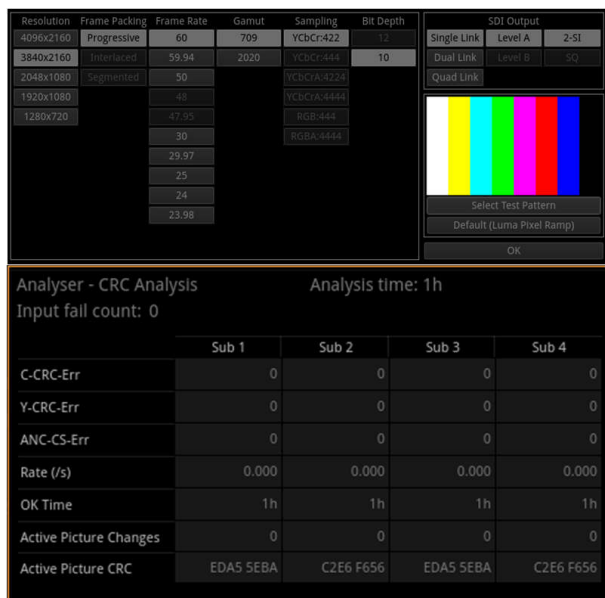 Resolution Frame Packing Frame Rate Gamut Sampling Bit Depth
4096x2160 Progressive 60 709 YCbCr:422 12
3840x2160 Interlaced 59.94 2020 YCbCr:444 10
2048x1080 Segmented 50 YCbCrA:4224
1920x1080 48 YCbCrA:4444
1280x720 47.95 RGB:444
30 RGBA:4444
29.97
25
24
23.98
SDI Output
Single Link Level A 2-SI
Dual Link Level B SQ
Quad Link
Select Test Pattern
Default (Luma Pixel Ramp)
OK
Analyser - CRC Analysis Analysis time: 1h
Input fail count: 0
Sub 1 Sub 2 Sub 3 Sub 4
C-CRC-Err 0 0 0 0
Y-CRC-Err 0 0 0 0
ANC-CS-Err 0 0 0 0
Rate (/s) 0.000 0.000 0.000 0.000
OK Time 1h 1h 1h 1h
Active Picture Changes 0 0 0 0
Active Picture CRC EDA5 5EBA C2E6 F656 EDA5 5EBA C2E6 F656